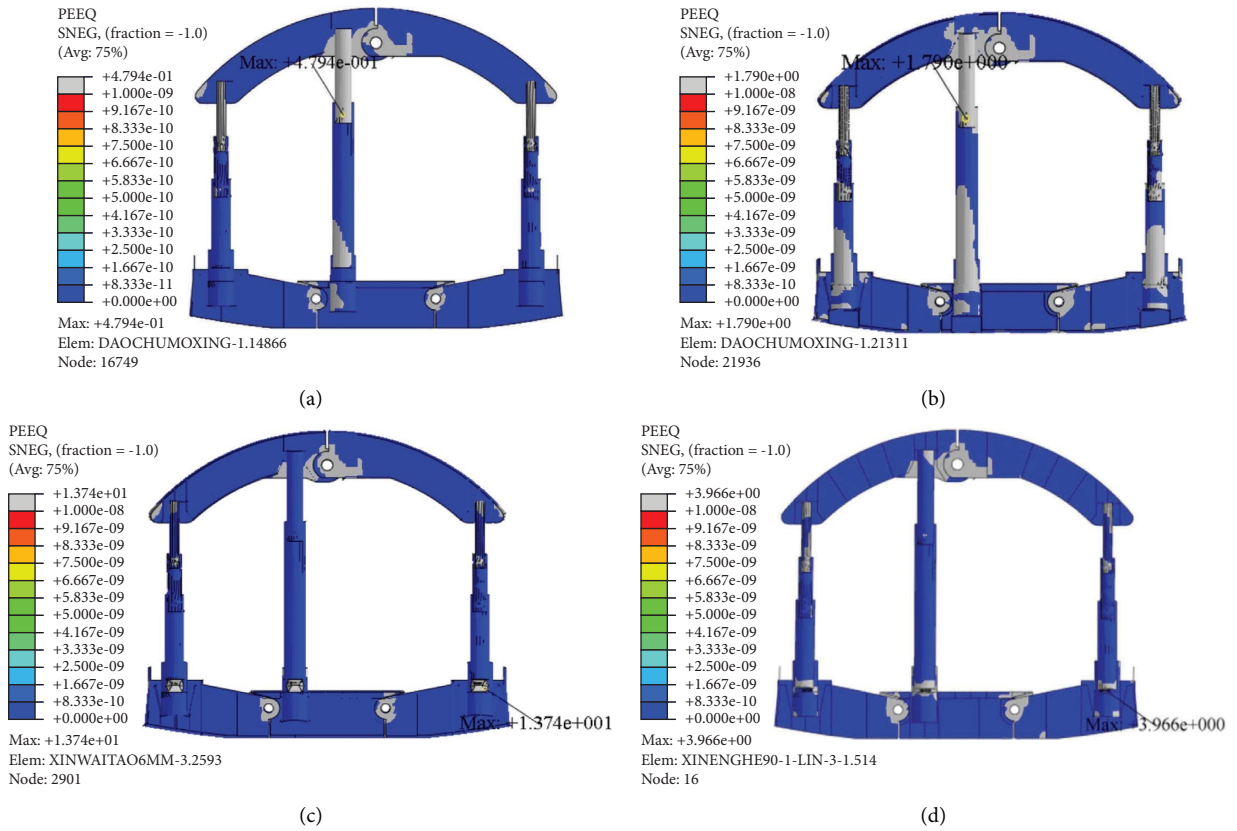 PEEQ
SNEG, (fraction = -1.0)
(Avg: 75%)
+4.794e-01
+1.000e-09
+9.167e-10
+8.333e-10
+7.500e-10
+6.667e-10
+5.833e-10
+5.000e-10
+4.167e-10
+3.333e-10
+2.500e-10
+1.667e-10
+8.333e-11
+0.000e+00
Max: +4.794e-01
Elem: DAOCHUMOXING-1.14866
Node: 16749
Max: +4.794e-001
(a)
PEEQ
SNEG, (fraction = -1.0)
(Avg: 75%)
+1.790e+00
+1.000e-08
+9.167e-09
+8.333e-09
+7.500e-09
+6.667e-09
+5.833e-09
+5.000e-09
+4.167e-09
+3.333e-09
+2.500e-09
+1.667e-09
+8.333e-10
+0.000e+00
Max: +1.790e+00
Elem: DAOCHUMOXING-1.21311
Node: 21936
Max: +1.790e+000
(b)
PEEQ
SNEG, (fraction = -1.0)
(Avg: 75%)
+1.374e+01
+1.000e-08
+9.167e-09
+8.333e-09
+7.500e-09
+6.667e-09
+5.833e-09
+5.000e-09
+4.167e-09
+3.333e-09
+2.500e-09
+1.667e-09
+8.333e-10
+0.000e+00
Max: +1.374e+01
Elem: XINWAITAO6MM-3.2593
Node: 2901
Max: +1.374e+001
(c)
PEEQ
SNEG, (fraction = -1.0)
(Avg: 75%)
+3.966e+00
+1.000e-08
+9.167e-09
+8.333e-09
+7.500e-09
+6.667e-09
+5.833e-09
+5.000e-09
+4.167e-09
+3.333e-09
+2.500e-09
+1.667e-09
+8.333e-10
+0.000e+00
Max: +3.966e+00
Elem: XINENGHE90-1-LIN-3-1.514
Node: 16
Max: +3.966e+000
(d)